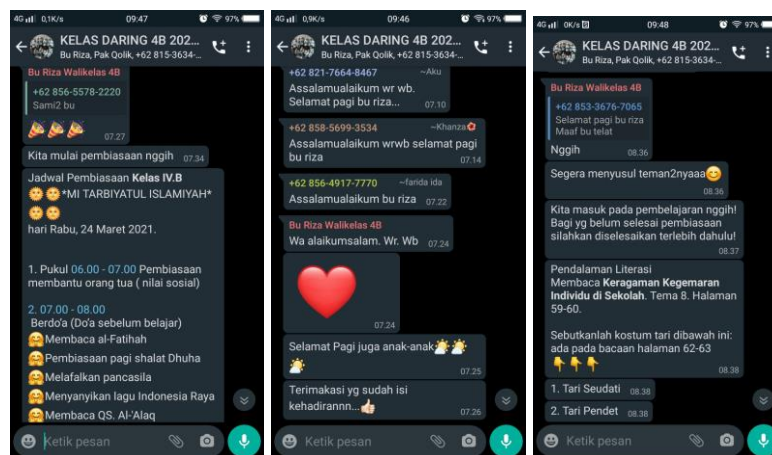 4G 0,1K/s 09:47 97%
KELAS DARING 4B 202...
Bu Riza, Pak Qolik, +62 815-3634-...
Bu Riza Walikelas 4B
+62 856-5578-2220
Sami2 bu
07.27
Kita mulai pembiasaan nggih 07.34
Jadwal Pembiasaan Kelas IV.B
*MI TARBIYATUL ISLAMIYAH*
hari Rabu, 24 Maret 2021.
1. Pukul 06.00 - 07.00 Pembiasaan
membantu orang tua ( nilai sosial)
2. 07.00 - 08.00
Berdo'a (Do'a sebelum belajar)
Membaca al-Fatihah
Pembiasaan pagi shalat Dhuha
Melafalkan pancasila
Menyanyikan lagu Indonesia Raya
Membaca QS. Al-'Alaq
Ketik pesan
4G 0,9K/s 09:46 97%
KELAS DARING 4B 202...
Bu Riza, Pak Qolik, +62 815-3634-...
+62 821-7664-8467 ~Aku
Assalamualaikum wr wb.
Selamat pagi bu riza... 07.10
+62 858-5699-3534 ~Khanza
Assalamualaikum wrwb selamat pagi
bu riza 07.14
+62 856-4917-7770 ~farida ida
Assalamualaikum bu riza 07.22
Bu Riza Walikelas 4B
Wa alaikumsalam. Wr. Wb 07.24
07.24
Selamat Pagi juga anak-anak
07.25
Terimakasi yg sudah isi
kehadirannn... 07.26
Ketik pesan
4G 0K/s 09:48 97%
KELAS DARING 4B 202...
Bu Riza, Pak Qolik, +62 815-3634-...
Bu Riza Walikelas 4B
+62 853-3676-7065
Selamat pagi bu riza
Maaf bu telat
Nggih 08.36
Segera menyusul teman2nyaaa
08.36
Kita masuk pada pembelajaran nggih!
Bagi yg belum selesai pembiasaan
silahkan diselesaikan terlebih dahulu!
08.37
Pendalaman Literasi
Membaca Keragaman Kegemaran
Individu di Sekolah. Tema 8. Halaman
59-60.
Sebutkanlah kostum tari dibawah ini:
ada pada bacaan halaman 62-63
08.38
1. Tari Seudati 08.38
2. Tari Pendet 08.38
Ketik pesan